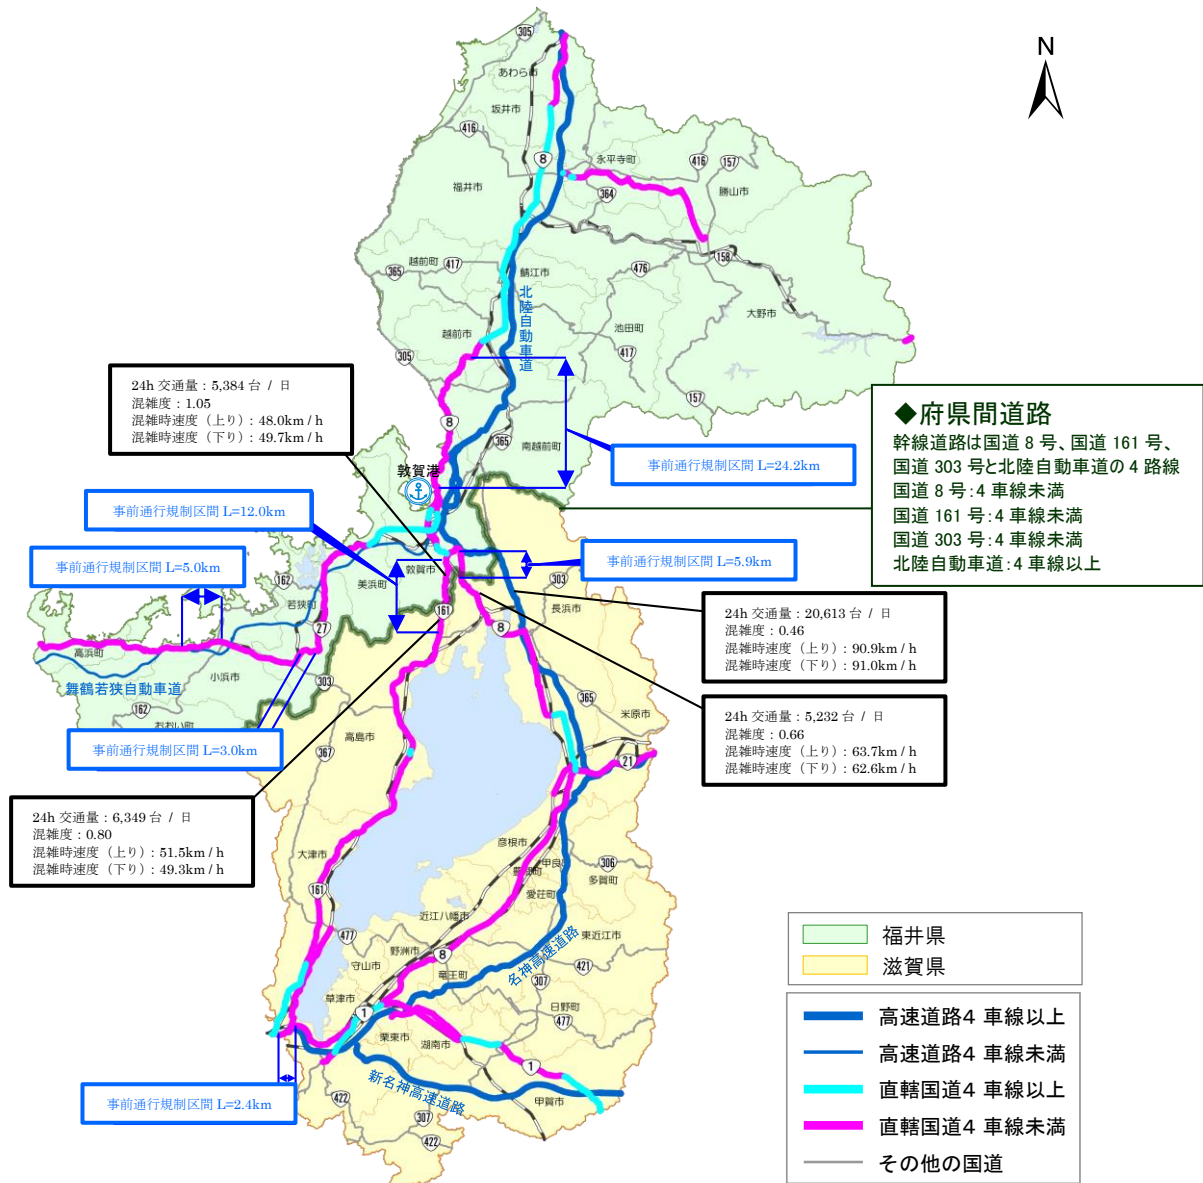 305
あわら市
N
坂井市
416
8
永平寺町
416
157
福井市
364
勝山市
越前町
417
365
鯖江市
476
158
北陸自動車道
大野市
池田町
越前市
417
305
157
24h 交通量：5,384 台 / 日
混雑度：1.05
混雑時速度（上り）：48.0km / h
混雑時速度（下り）：49.7km / h
8
365
南越前町
◆府県間道路
幹線道路は国道 8 号、国道 161 号、
国道 303 号と北陸自動車道の 4 路線
国道 8 号：4 車線未満
国道 161 号：4 車線未満
国道 303 号：4 車線未満
北陸自動車道：4 車線以上
事前通行規制区間 L=24.2km
敦賀港
事前通行規制区間 L=12.0km
事前通行規制区間 L=5.9km
事前通行規制区間 L=5.0km
162
美浜町
敦賀市
303
若狭町
長浜市
161
27
8
24h 交通量：20,613 台 / 日
混雑度：0.46
混雑時速度（上り）：90.9km / h
混雑時速度（下り）：91.0km / h
高浜町
小浜市
303
舞鶴若狭自動車道
162
おおい町
365
米原市
24h 交通量：5,232 台 / 日
混雑度：0.66
混雑時速度（上り）：63.7km / h
混雑時速度（下り）：62.6km / h
事前通行規制区間 L=3.0km
高島市
367
21
24h 交通量：6,349 台 / 日
混雑度：0.80
混雑時速度（上り）：51.5km / h
混雑時速度（下り）：49.3km / h
彦根市
大津市
甲良町
豊郷町
306
多賀町
161
愛荘町
近江八幡市
477
東近江市
野洲市
8
守山市
竜王町
名神高速道路
421
307
草津市
1
日野町
477
栗東市
湖南市
1
新名神高速道路
甲賀市
422
307
422
事前通行規制区間 L=2.4km
福井県
滋賀県
高速道路4 車線以上
高速道路4 車線未満
直轄国道4 車線以上
直轄国道4 車線未満
その他の国道